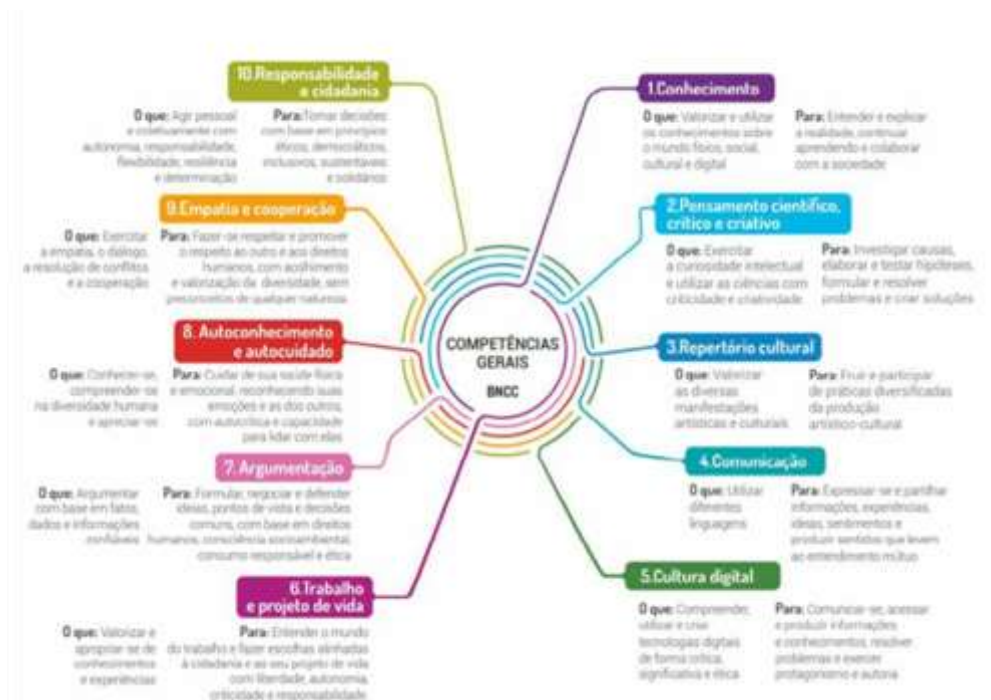 COMPETÊNCIAS
GERAIS
BNCC
1.Conhecimento
O que: Valorizar e utilizar
os conhecimentos sobre
o mundo físico, social,
cultural e digital
Para: Entender e explicar
a realidade, continuar
aprendendo e colaborar
com a sociedade
2.Pensamento científico,
crítico e criativo
O que: Exercitar
a curiosidade intelectual
e utilizar as ciências com
criticidade e criatividade
Para: Investigar causas,
elaborar e testar hipóteses,
formular e resolver
problemas e criar soluções
3.Repertório cultural
O que: Valorizar
as diversas
manifestações
artísticas e culturais
Para: Fruir e participar
de práticas diversificadas
da produção
artístico-cultural
4.Comunicação
O que: Utilizar
diferentes
linguagens
Para: Expressar-se e partilhar
informações, experiências,
ideias, sentimentos e
produzir sentidos que levem
ao entendimento mútuo
5.Cultura digital
O que: Compreender,
utilizar e criar
tecnologias digitais
de forma crítica,
significativa e ética
Para: Comunicar-se, acessar
e produzir informações
e conhecimentos, resolver
problemas e exercer
protagonismo e autoria
6.Trabalho
e projeto de vida
O que: Valorizar e
apropriar-se de
conhecimentos
e experiências
Para: Entender o mundo
do trabalho e fazer escolhas alinhadas
à cidadania e ao seu projeto de vida
com liberdade, autonomia,
criticidade e responsabilidade
7. Argumentação
O que: Argumentar
com base em fatos,
dados e informações
confiáveis
Para: Formular, negociar e defender
ideias, pontos de vista e decisões
comuns, com base em direitos
humanos, consciência socioambiental,
consumo responsável e ética
8. Autoconhecimento
e autocuidado
O que: Conhecer-se,
compreender-se
na diversidade humana
e apreciar-se
Para: Cuidar de sua saúde física
e emocional, reconhecendo suas
emoções e as dos outros,
com autocrítica e capacidade
para lidar com elas
9.Empatia e cooperação
O que: Exercitar
a empatia, o diálogo,
a resolução de conflitos
e a cooperação
Para: Fazer-se respeitar e promover
o respeito ao outro e aos direitos
humanos, com acolhimento
e valorização da diversidade, sem
preconceitos de qualquer natureza
10.Responsabilidade
e cidadania
O que: Agir pessoal
e coletivamente com
autonomia, responsabilidade,
flexibilidade, resiliência
e determinação
Para: Tomar decisões
com base em princípios
éticos, democráticos,
inclusivos, sustentáveis
e solidários